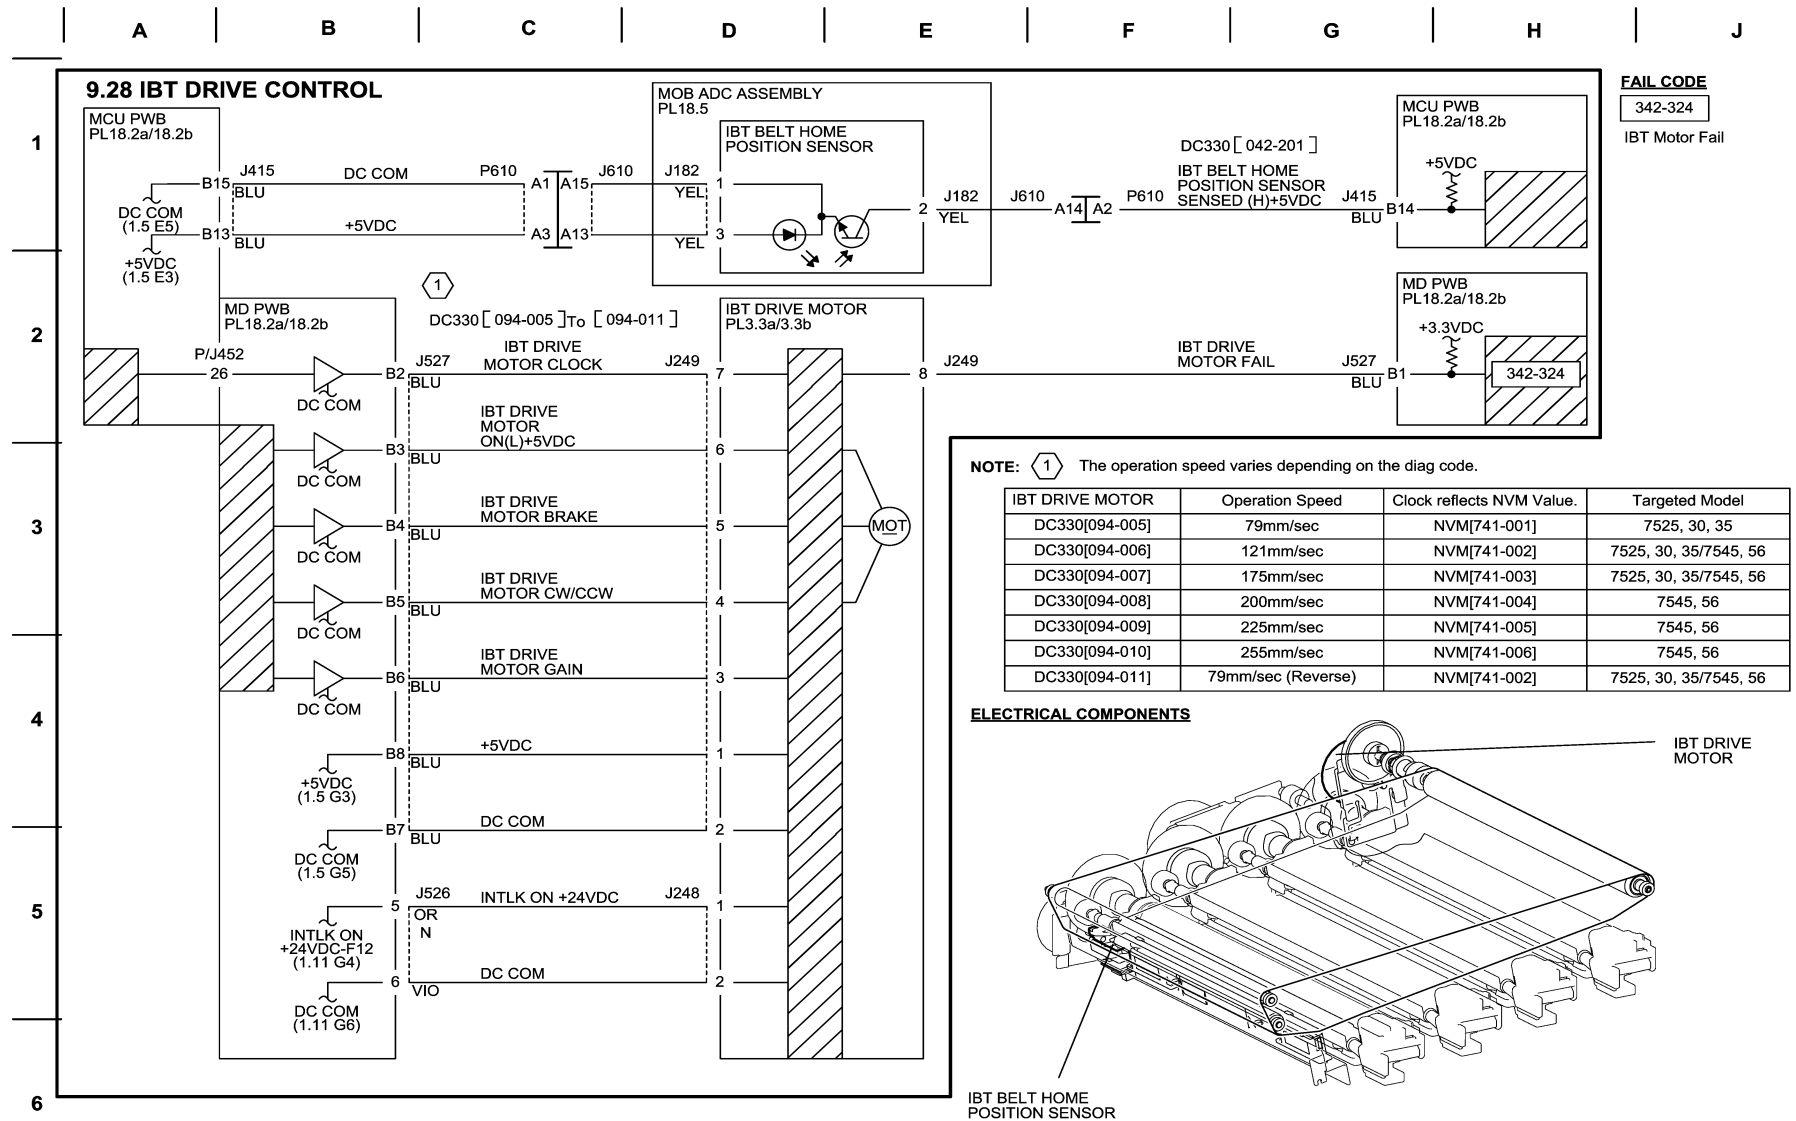 A B C D E F G H J
1
2
3
4
5
6
9.28 IBT DRIVE CONTROL
MCU PWB
PL18.2a/18.2b
B15
J415
BLU
DC COM
P610
A1
A15
J610
J182
YEL
1
DC COM
(1.5 E5)
B13
BLU
+5VDC
A3
A13
YEL
3
+5VDC
(1.5 E3)
MOB ADC ASSEMBLY
PL18.5
IBT BELT HOME
POSITION SENSOR
2
J182
YEL
J610
A14
A2
P610
DC330[ 042-201 ]
IBT BELT HOME
POSITION SENSOR
SENSED (H)+5VDC
J415
BLU
B14
MCU PWB
PL18.2a/18.2b
+5VDC
FAIL CODE
342-324
IBT Motor Fail
MD PWB
PL18.2a/18.2b
P/J452
26
DC COM
B2
J527
BLU
1
DC330[ 094-005 ]To [ 094-011 ]
IBT DRIVE
MOTOR CLOCK
J249
7
IBT DRIVE MOTOR
PL3.3a/3.3b
8
J249
IBT DRIVE
MOTOR FAIL
J527
BLU
B1
MD PWB
PL18.2a/18.2b
+3.3VDC
342-324
DC COM
B3
BLU
IBT DRIVE
MOTOR
ON(L)+5VDC
6
DC COM
B4
BLU
IBT DRIVE
MOTOR BRAKE
5
MOT
DC COM
B5
BLU
IBT DRIVE
MOTOR CW/CCW
4
DC COM
B6
BLU
IBT DRIVE
MOTOR GAIN
3
+5VDC
(1.5 G3)
B8
BLU
+5VDC
1
DC COM
(1.5 G5)
B7
BLU
DC COM
2
INTLK ON
+24VDC-F12
(1.11 G4)
5
J526
OR
N
INTLK ON +24VDC
J248
1
DC COM
(1.11 G6)
6
VIO
DC COM
2
NOTE: 1 The operation speed varies depending on the diag code.
IBT DRIVE MOTOR Operation Speed Clock reflects NVM Value. Targeted Model
DC330[094-005] 79mm/sec NVM[741-001] 7525, 30, 35
DC330[094-006] 121mm/sec NVM[741-002] 7525, 30, 35/7545, 56
DC330[094-007] 175mm/sec NVM[741-003] 7525, 30, 35/7545, 56
DC330[094-008] 200mm/sec NVM[741-004] 7545, 56
DC330[094-009] 225mm/sec NVM[741-005] 7545, 56
DC330[094-010] 255mm/sec NVM[741-006] 7545, 56
DC330[094-011] 79mm/sec (Reverse) NVM[741-002] 7525, 30, 35/7545, 56
ELECTRICAL COMPONENTS
IBT DRIVE
MOTOR
IBT BELT HOME
POSITION SENSOR